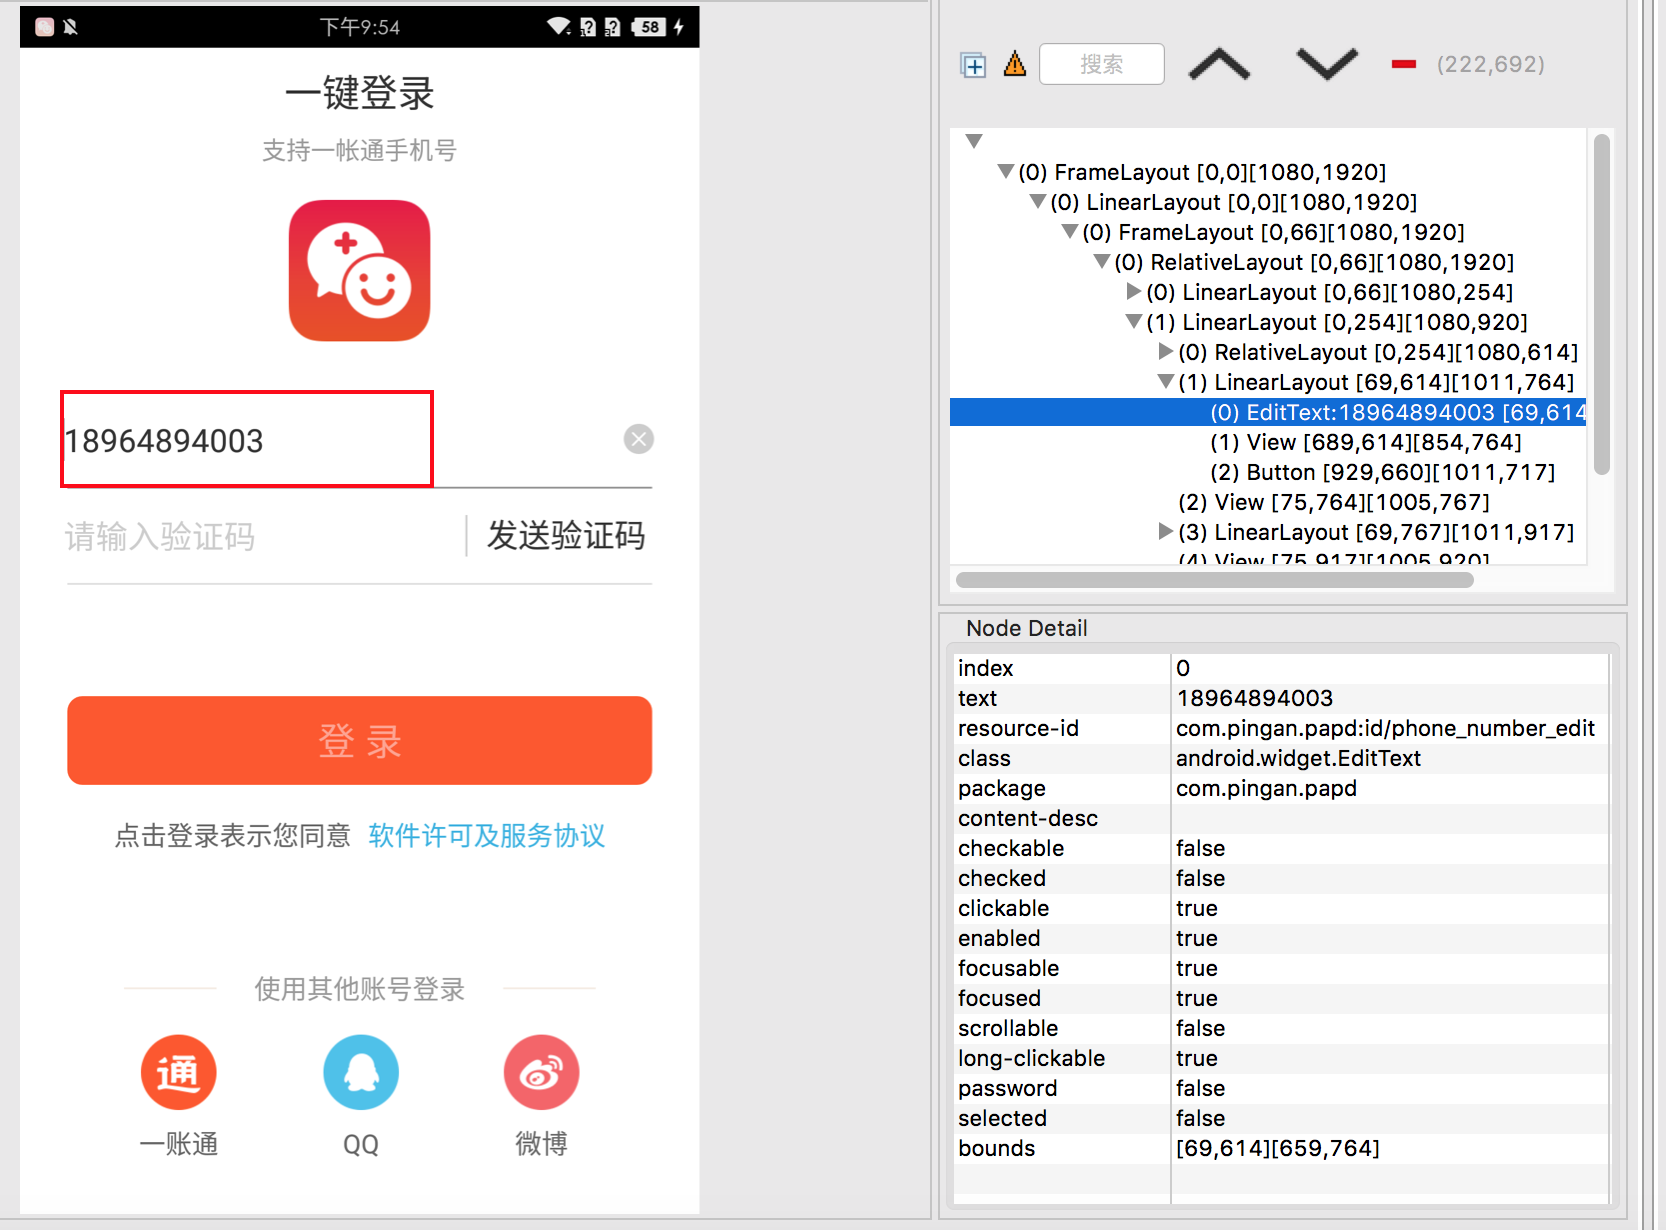 下午9:54
58
一键登录
支持一帐通手机号
18964894003
请输入验证码
发送验证码
登 录
点击登录表示您同意 软件许可及服务协议
使用其他账号登录
通
一账通
QQ
微博
搜索
(222,692)
(0) FrameLayout [0,0][1080,1920]
(0) LinearLayout [0,0][1080,1920]
(0) FrameLayout [0,66][1080,1920]
(0) RelativeLayout [0,66][1080,1920]
(0) LinearLayout [0,66][1080,254]
(1) LinearLayout [0,254][1080,920]
(0) RelativeLayout [0,254][1080,614]
(1) LinearLayout [69,614][1011,764]
(0) EditText:18964894003 [69,614
(1) View [689,614][854,764]
(2) Button [929,660][1011,717]
(2) View [75,764][1005,767]
(3) LinearLayout [69,767][1011,917]
(4) View [75,917][1005,920]
Node Detail
index 0
text 18964894003
resource-id com.pingan.papd:id/phone_number_edit
class android.widget.EditText
package com.pingan.papd
content-desc
checkable false
checked false
clickable true
enabled true
focusable true
focused true
scrollable false
long-clickable true
password false
selected false
bounds [69,614][659,764]